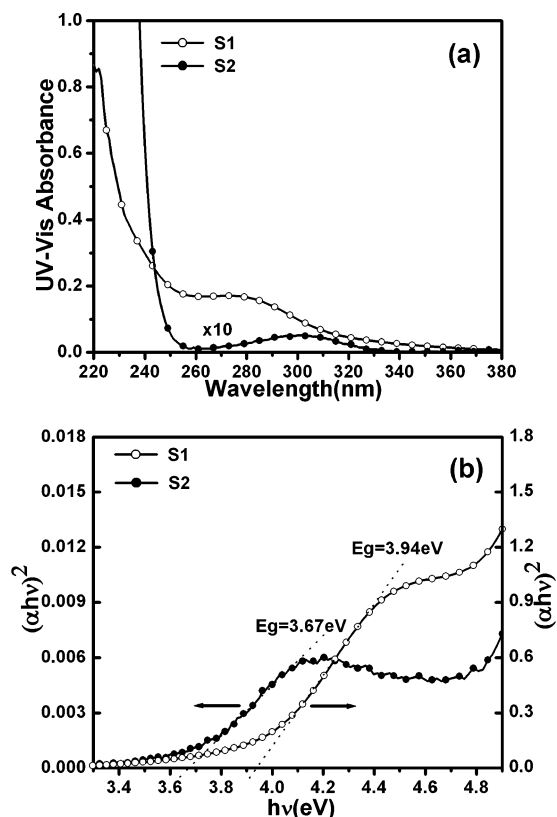 1.0
S1
S2
(a)
0.8
0.6
0.4
0.2
0.0
UV-Vis Absorbance
x10
220 240 260 280 300 320 340 360 380
Wavelength(nm)
0.018
S1
S2
(b)
1.8
0.015
1.5
0.012
1.2
0.009
0.9
0.006
0.6
0.003
0.3
0.000
0.0
(αhν)²
(αhν)²
Eg=3.94eV
Eg=3.67eV
3.4 3.6 3.8 4.0 4.2 4.4 4.6 4.8
hν(eV)